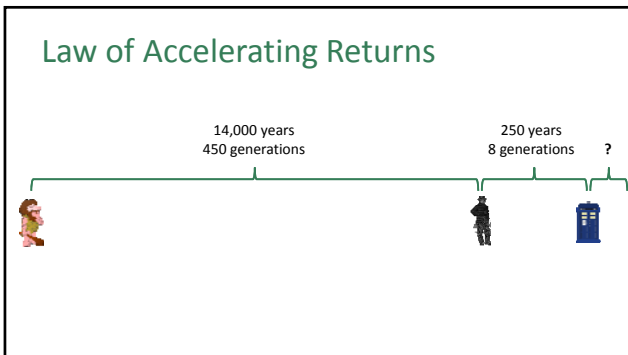 Law of Accelerating Returns
14,000 years
450 generations
250 years
8 generations
?